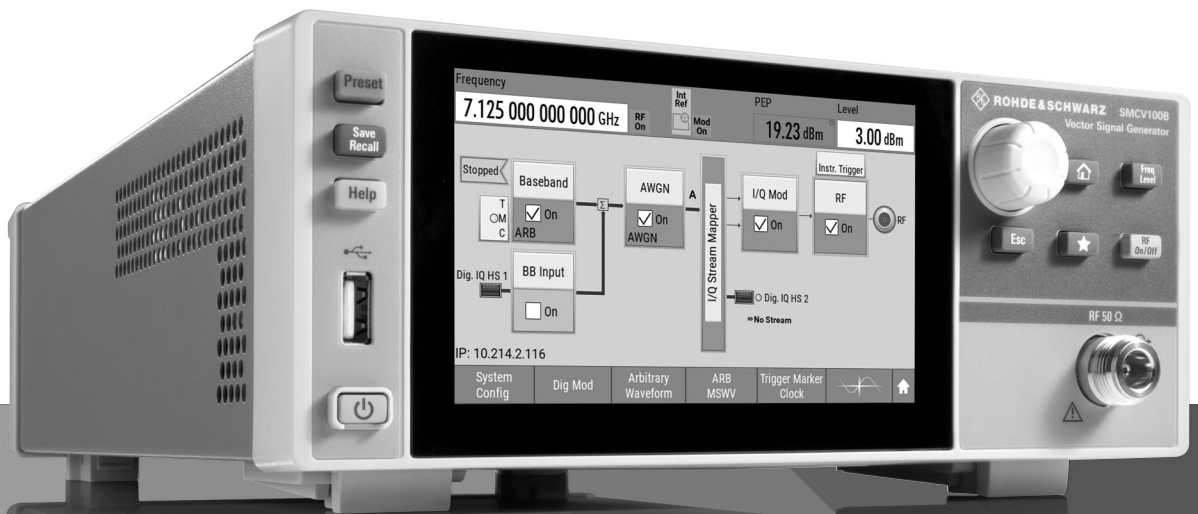 Preset
Save
Recall
Help
Frequency
7.125 000 000 000 GHz
RF
On
Int
Ref
Mod
On
PEP
19.23 dBm
Level
3.00 dBm
Stopped
Baseband
T
M
C
On
ARB
Σ
AWGN
On
AWGN
A
I/Q Stream Mapper
I/Q Mod
On
Instr. Trigger
RF
On
RF
Dig. IQ HS 1
BB Input
On
Dig. IQ HS 2
No Stream
IP: 10.214.2.116
System
Config
Dig Mod
Arbitrary
Waveform
ARB
MSWV
Trigger Marker
Clock
ROHDE&SCHWARZ SMCV100B
Vector Signal Generator
Freq
Level
Esc
RF
On/Off
RF 50 Ω